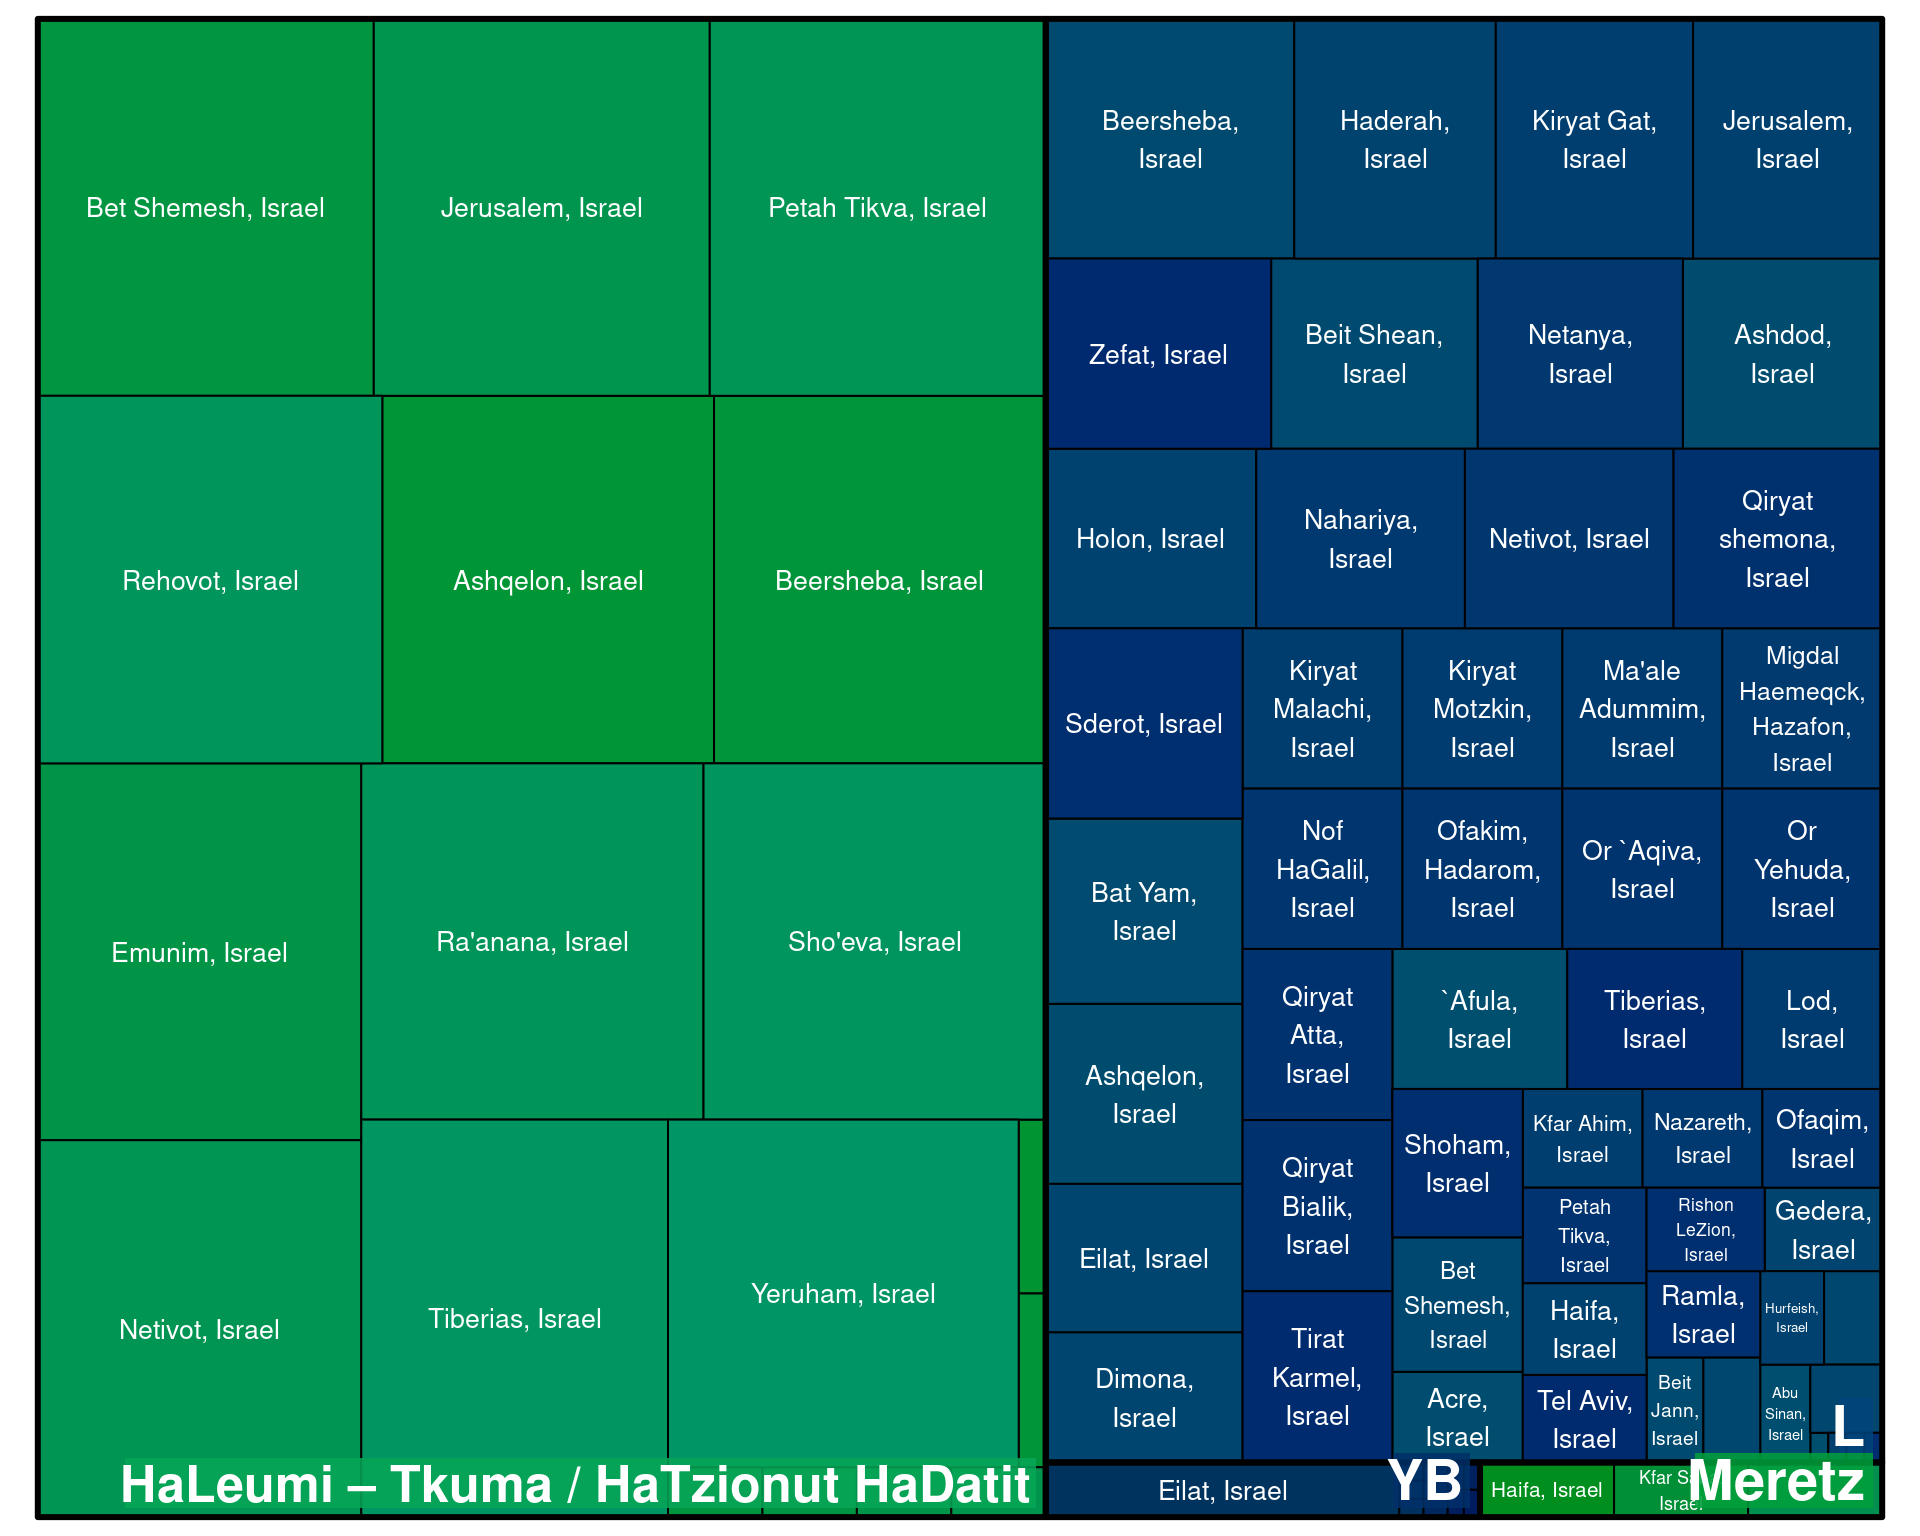 Bet Shemesh, Israel
Jerusalem, Israel
Petah Tikva, Israel
Rehovot, Israel
Ashqelon, Israel
Beersheba, Israel
Emunim, Israel
Ra'anana, Israel
Sho'eva, Israel
Netivot, Israel
Tiberias, Israel
Yeruham, Israel
HaLeumi – Tkuma / HaTzionut HaDatit
Beersheba,
Israel
Haderah,
Israel
Kiryat Gat,
Israel
Jerusalem,
Israel
Zefat, Israel
Beit Shean,
Israel
Netanya,
Israel
Ashdod,
Israel
Holon, Israel
Nahariya,
Israel
Netivot, Israel
Qiryat
shemona,
Israel
Sderot, Israel
Kiryat
Malachi,
Israel
Kiryat
Motzkin,
Israel
Ma'ale
Adummim,
Israel
Migdal
Haemeqck,
Hazafon,
Israel
Nof
HaGalil,
Israel
Ofakim,
Hadarom,
Israel
Or `Aqiva,
Israel
Or
Yehuda,
Israel
Bat Yam,
Israel
Ashqelon,
Israel
Eilat, Israel
Dimona,
Israel
Qiryat
Atta,
Israel
Qiryat
Bialik,
Israel
Tirat
Karmel,
Israel
`Afula,
Israel
Tiberias,
Israel
Lod,
Israel
Shoham,
Israel
Kfar Ahim,
Israel
Nazareth,
Israel
Ofaqim,
Israel
Petah
Tikva,
Israel
Rishon
LeZion,
Israel
Gedera,
Israel
Bet
Shemesh,
Israel
Haifa,
Israel
Ramla,
Israel
Hurfeish,
Israel
Acre,
Israel
Tel Aviv,
Israel
Beit
Jann,
Israel
Abu
Sinan,
Israel
L
Eilat, Israel
YB
Haifa, Israel
Kfar
Israel
Meretz